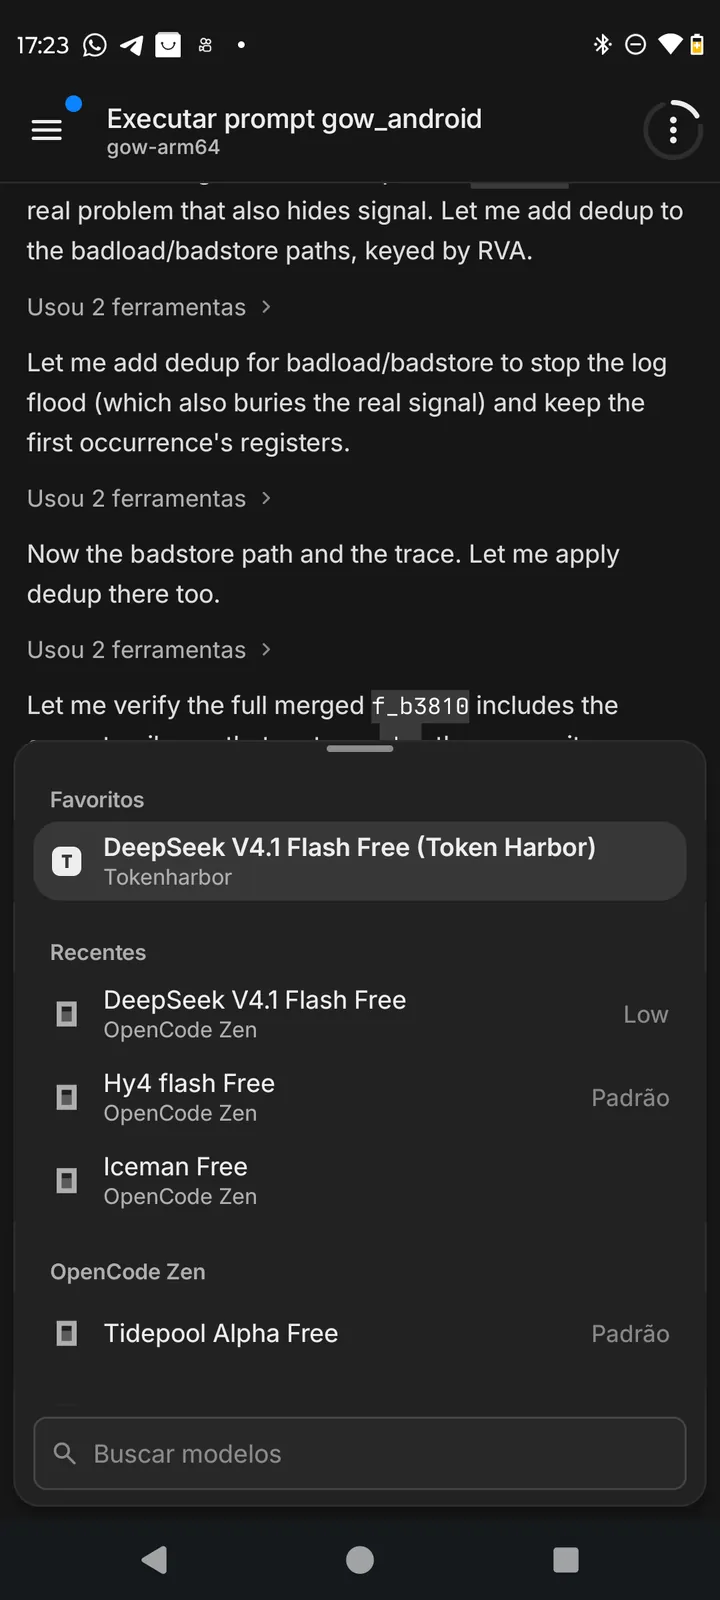 17:23
Executar prompt gow_android
gow-arm64
real problem that also hides signal. Let me add dedup to
the badload/badstore paths, keyed by RVA.
Usou 2 ferramentas
Let me add dedup for badload/badstore to stop the log
flood (which also buries the real signal) and keep the
first occurrence's registers.
Usou 2 ferramentas
Now the badstore path and the trace. Let me apply
dedup there too.
Usou 2 ferramentas
Let me verify the full merged f_b3810 includes the
Favoritos
T
DeepSeek V4.1 Flash Free (Token Harbor)
Tokenharbor
Recentes
DeepSeek V4.1 Flash Free
OpenCode Zen
Low
Hy4 flash Free
OpenCode Zen
Padrão
Iceman Free
OpenCode Zen
OpenCode Zen
Tidepool Alpha Free
Padrão
Buscar modelos